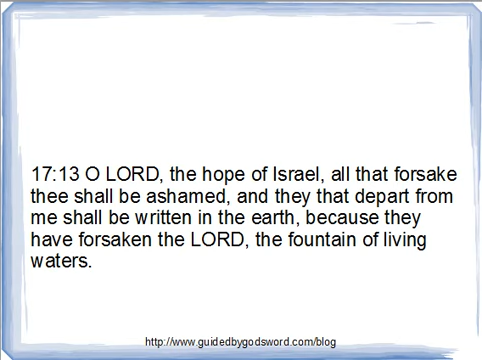 17:13 O LORD, the hope of Israel, all that forsake
thee shall be ashamed, and they that depart from
me shall be written in the earth, because they
have forsaken the LORD, the fountain of living
waters.
http://www.guidedbygodsword.com/blog